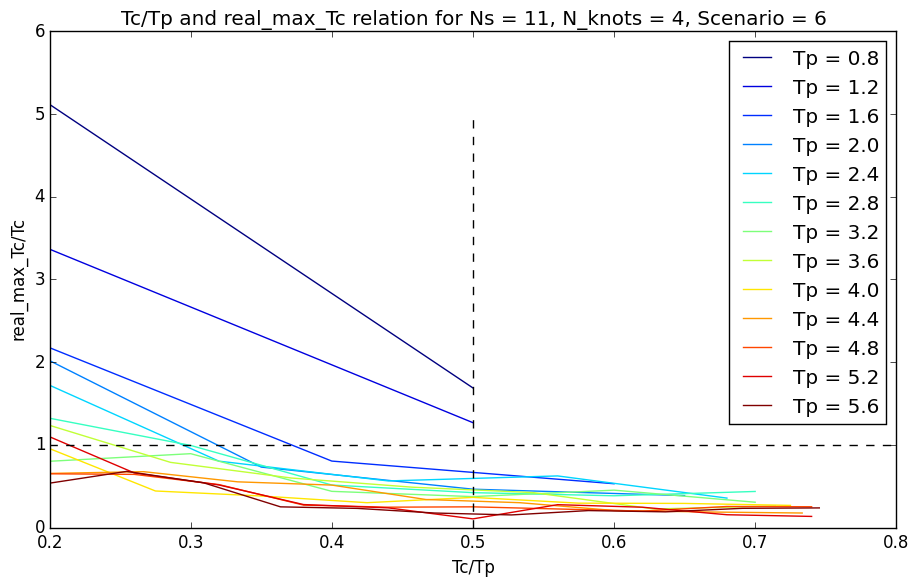 Tc/Tp and real_max_Tc relation for Ns = 11, N_knots = 4, Scenario = 6
6
5
4
3
2
1
0
real_max_Tc/Tc
Tp = 0.8
Tp = 1.2
Tp = 1.6
Tp = 2.0
Tp = 2.4
Tp = 2.8
Tp = 3.2
Tp = 3.6
Tp = 4.0
Tp = 4.4
Tp = 4.8
Tp = 5.2
Tp = 5.6
0.2 0.3 0.4 0.5 0.6 0.7 0.8
Tc/Tp